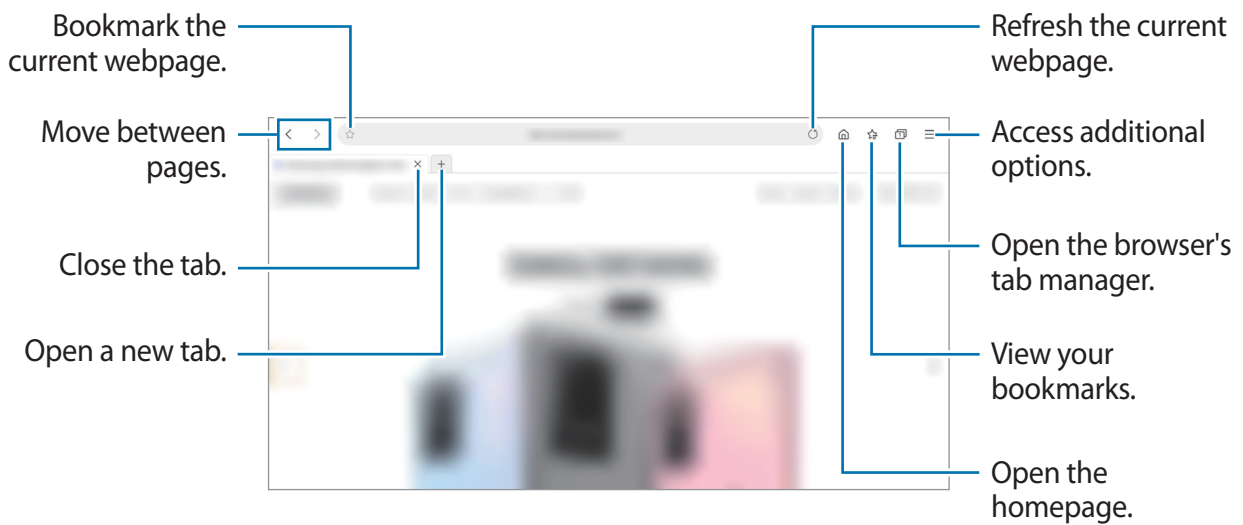 Bookmark the
current webpage.
Move between
pages.
Close the tab.
Open a new tab.
Refresh the current
webpage.
Access additional
options.
Open the browser's
tab manager.
View your
bookmarks.
Open the
homepage.